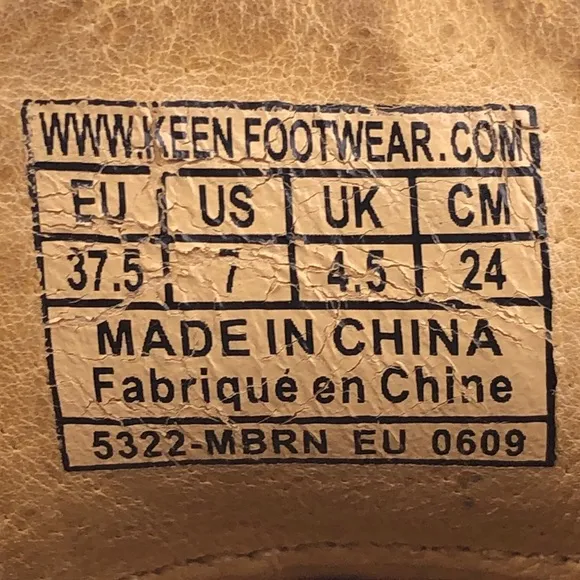 WWW.KEEN FOOTWEAR.COM
EU US UK CM
37.5 7 4.5 24
MADE IN CHINA
Fabriqué en Chine
5322-MBRN EU 0609